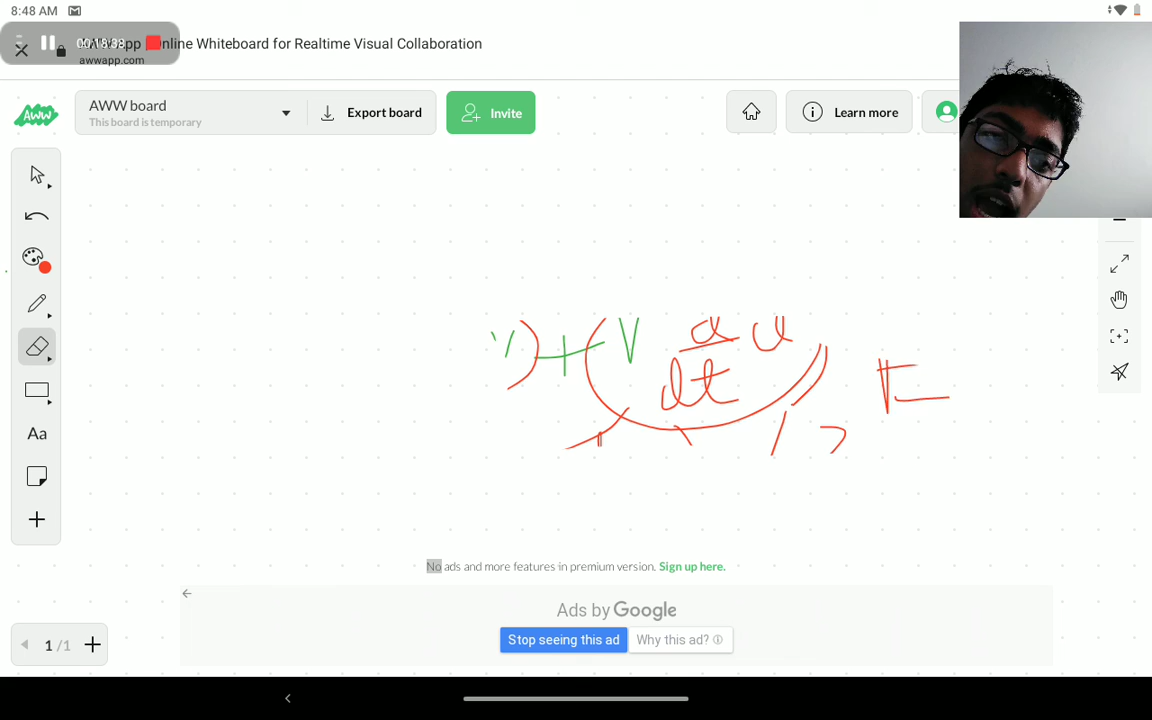 8:48 AM
Online Whiteboard for Realtime Visual Collaboration
awwapp.com
AWW
AWW board
This board is temporary
Export board
Invite
Learn more
V) + (V d/dt u) E
Aa
No ads and more features in premium version. Sign up here.
Ads by Google
Stop seeing this ad
Why this ad?
1 /1